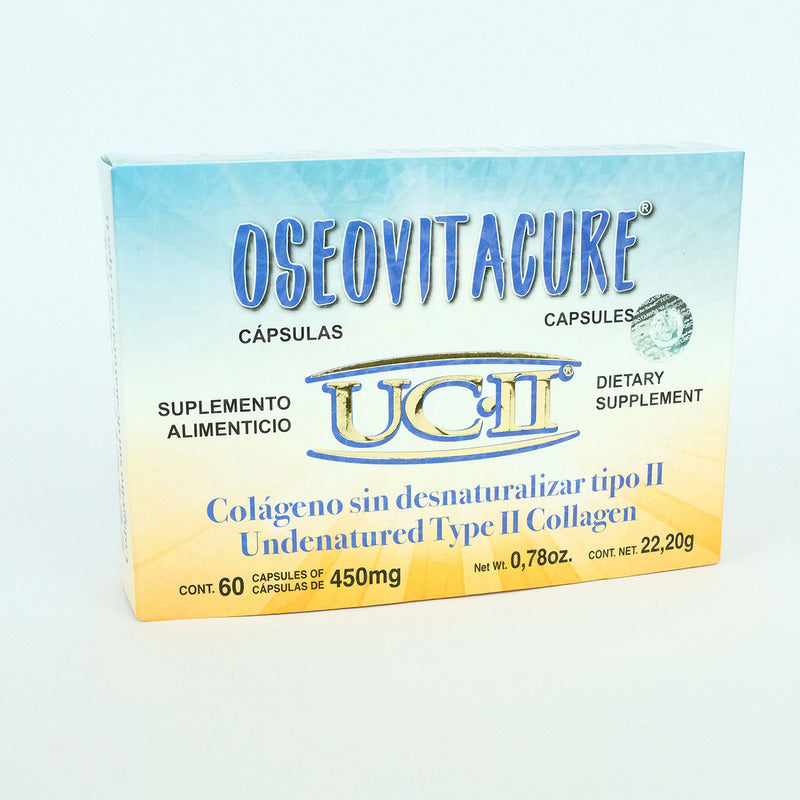 OSEOVITACURE®
CÁPSULAS
CAPSULES
SUPLEMENTO
ALIMENTICIO
UC·II®
DIETARY
SUPPLEMENT
Colágeno sin desnaturalizar tipo II
Undenatured Type II Collagen
CONT. 60 CAPSULES OF
CÁPSULAS DE 450mg
Net Wt. 0,78oz. CONT. NET. 22,20g